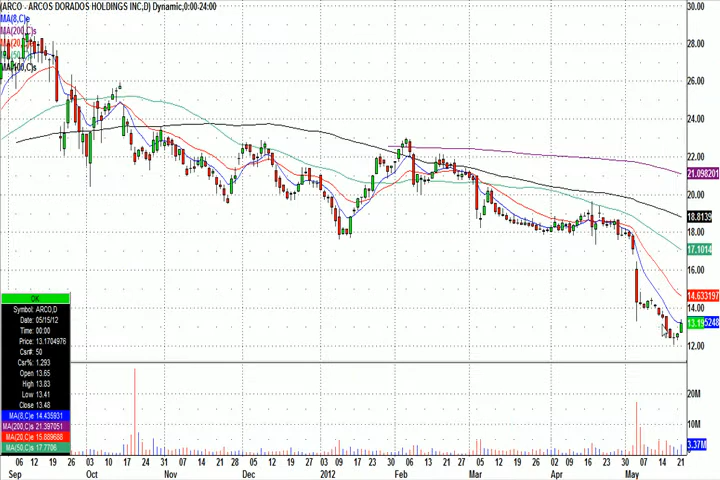 (ARCO - ARCOS DORADOS HOLDINGS INC,D) Dynamic,0:00-24:00
MA(8,C)e
MA(200,C)s
MA(20,C)e
MA(50,C)s
MA(100,C)s
30.00
28.00
26.00
24.00
22.00
21.098201
20.00
18.8139
18.00
17.1014
16.00
14.633197
14.00
13.19
5248
12.00
OK
Symbol: ARCO,D
Date: 05/15/12
Time: 00:00
Price: 13.1704976
Csr#: 50
Csr%: 1.293
Open 13.65
High 13.83
Low 13.41
Close 13.48
MA(8,C)e 14.435931
MA(200,C)s 21.397051
MA(20,C)e 15.889688
MA(50,C)s 17.7706
20M
10M
3.37M
06 12 19 26 03 10 17 24 31 07 14 21 28 05 12 19 27 03 09 17 23 30 06 13 21 27 05 12 19 26 02 09 16 23 30 07 14 21
Sep Oct Nov Dec 2012 Feb Mar Apr May